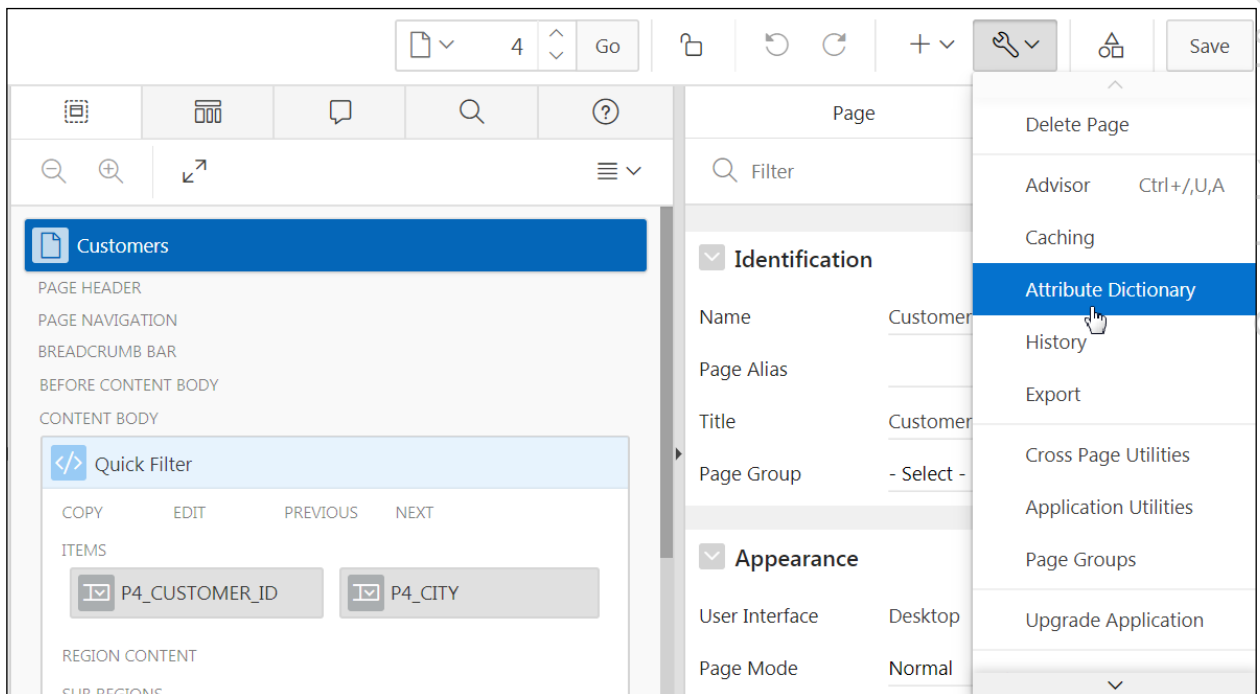 4 Go Save
Page
Filter
Customers
PAGE HEADER
PAGE NAVIGATION
BREADCRUMB BAR
BEFORE CONTENT BODY
CONTENT BODY
Quick Filter
COPY EDIT PREVIOUS NEXT
ITEMS
P4_CUSTOMER_ID P4_CITY
REGION CONTENT
SUB REGIONS
Identification
Name Customer
Page Alias
Title Customer
Page Group - Select -
Appearance
User Interface Desktop
Page Mode Normal
Delete Page
Advisor Ctrl+/,U,A
Caching
Attribute Dictionary
History
Export
Cross Page Utilities
Application Utilities
Page Groups
Upgrade Application